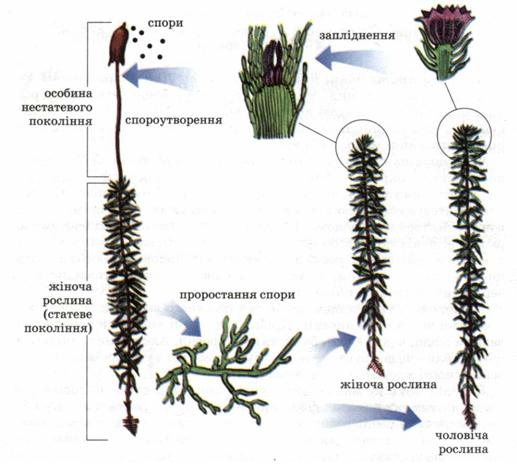 спори
запліднення
особина
нестатевого
покоління
спороутворення
жіноча
рослина
(статеве
покоління)
проростання спори
жіноча рослина
чоловіча
рослина